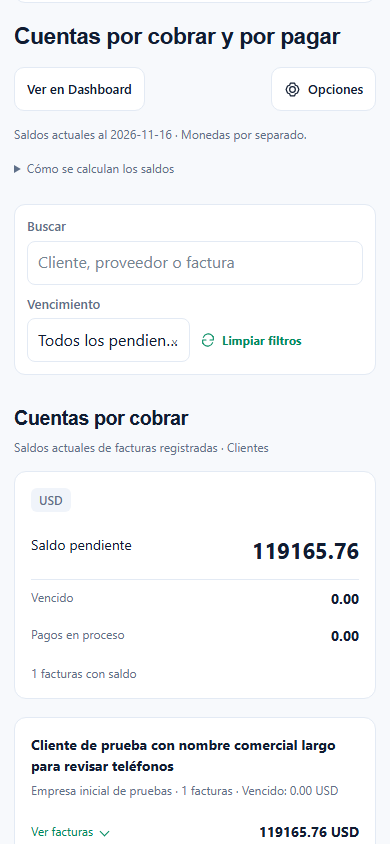 Cuentas por cobrar y por pagar
Ver en Dashboard
Opciones
Saldos actuales al 2026-11-16 · Monedas por separado.
Cómo se calculan los saldos
Buscar
Cliente, proveedor o factura
Vencimiento
Todos los pendien...
Limpiar filtros
Cuentas por cobrar
Saldos actuales de facturas registradas · Clientes
USD
Saldo pendiente 119165.76
Vencido 0.00
Pagos en proceso 0.00
1 facturas con saldo
Cliente de prueba con nombre comercial largo
para revisar teléfonos
Empresa inicial de pruebas · 1 facturas · Vencido: 0.00 USD
Ver facturas 119165.76 USD